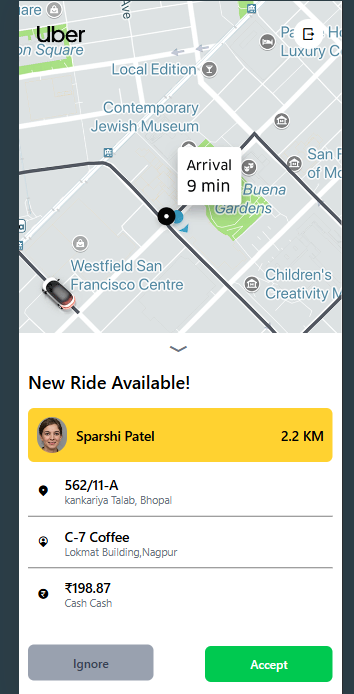 Ave
son Square
Uber
P
Luxury C
Local Edition
Contemporary
Jewish Museum
Arrival
9 min
San F
of Mo
Buena
Gardens
Westfield San
Francisco Centre
Children's
Creativity M
New Ride Available!
Sparshi Patel
2.2 KM
562/11-A
kankariya Talab, Bhopal
C-7 Coffee
Lokmat Building,Nagpur
₹198.87
Cash Cash
Ignore
Accept